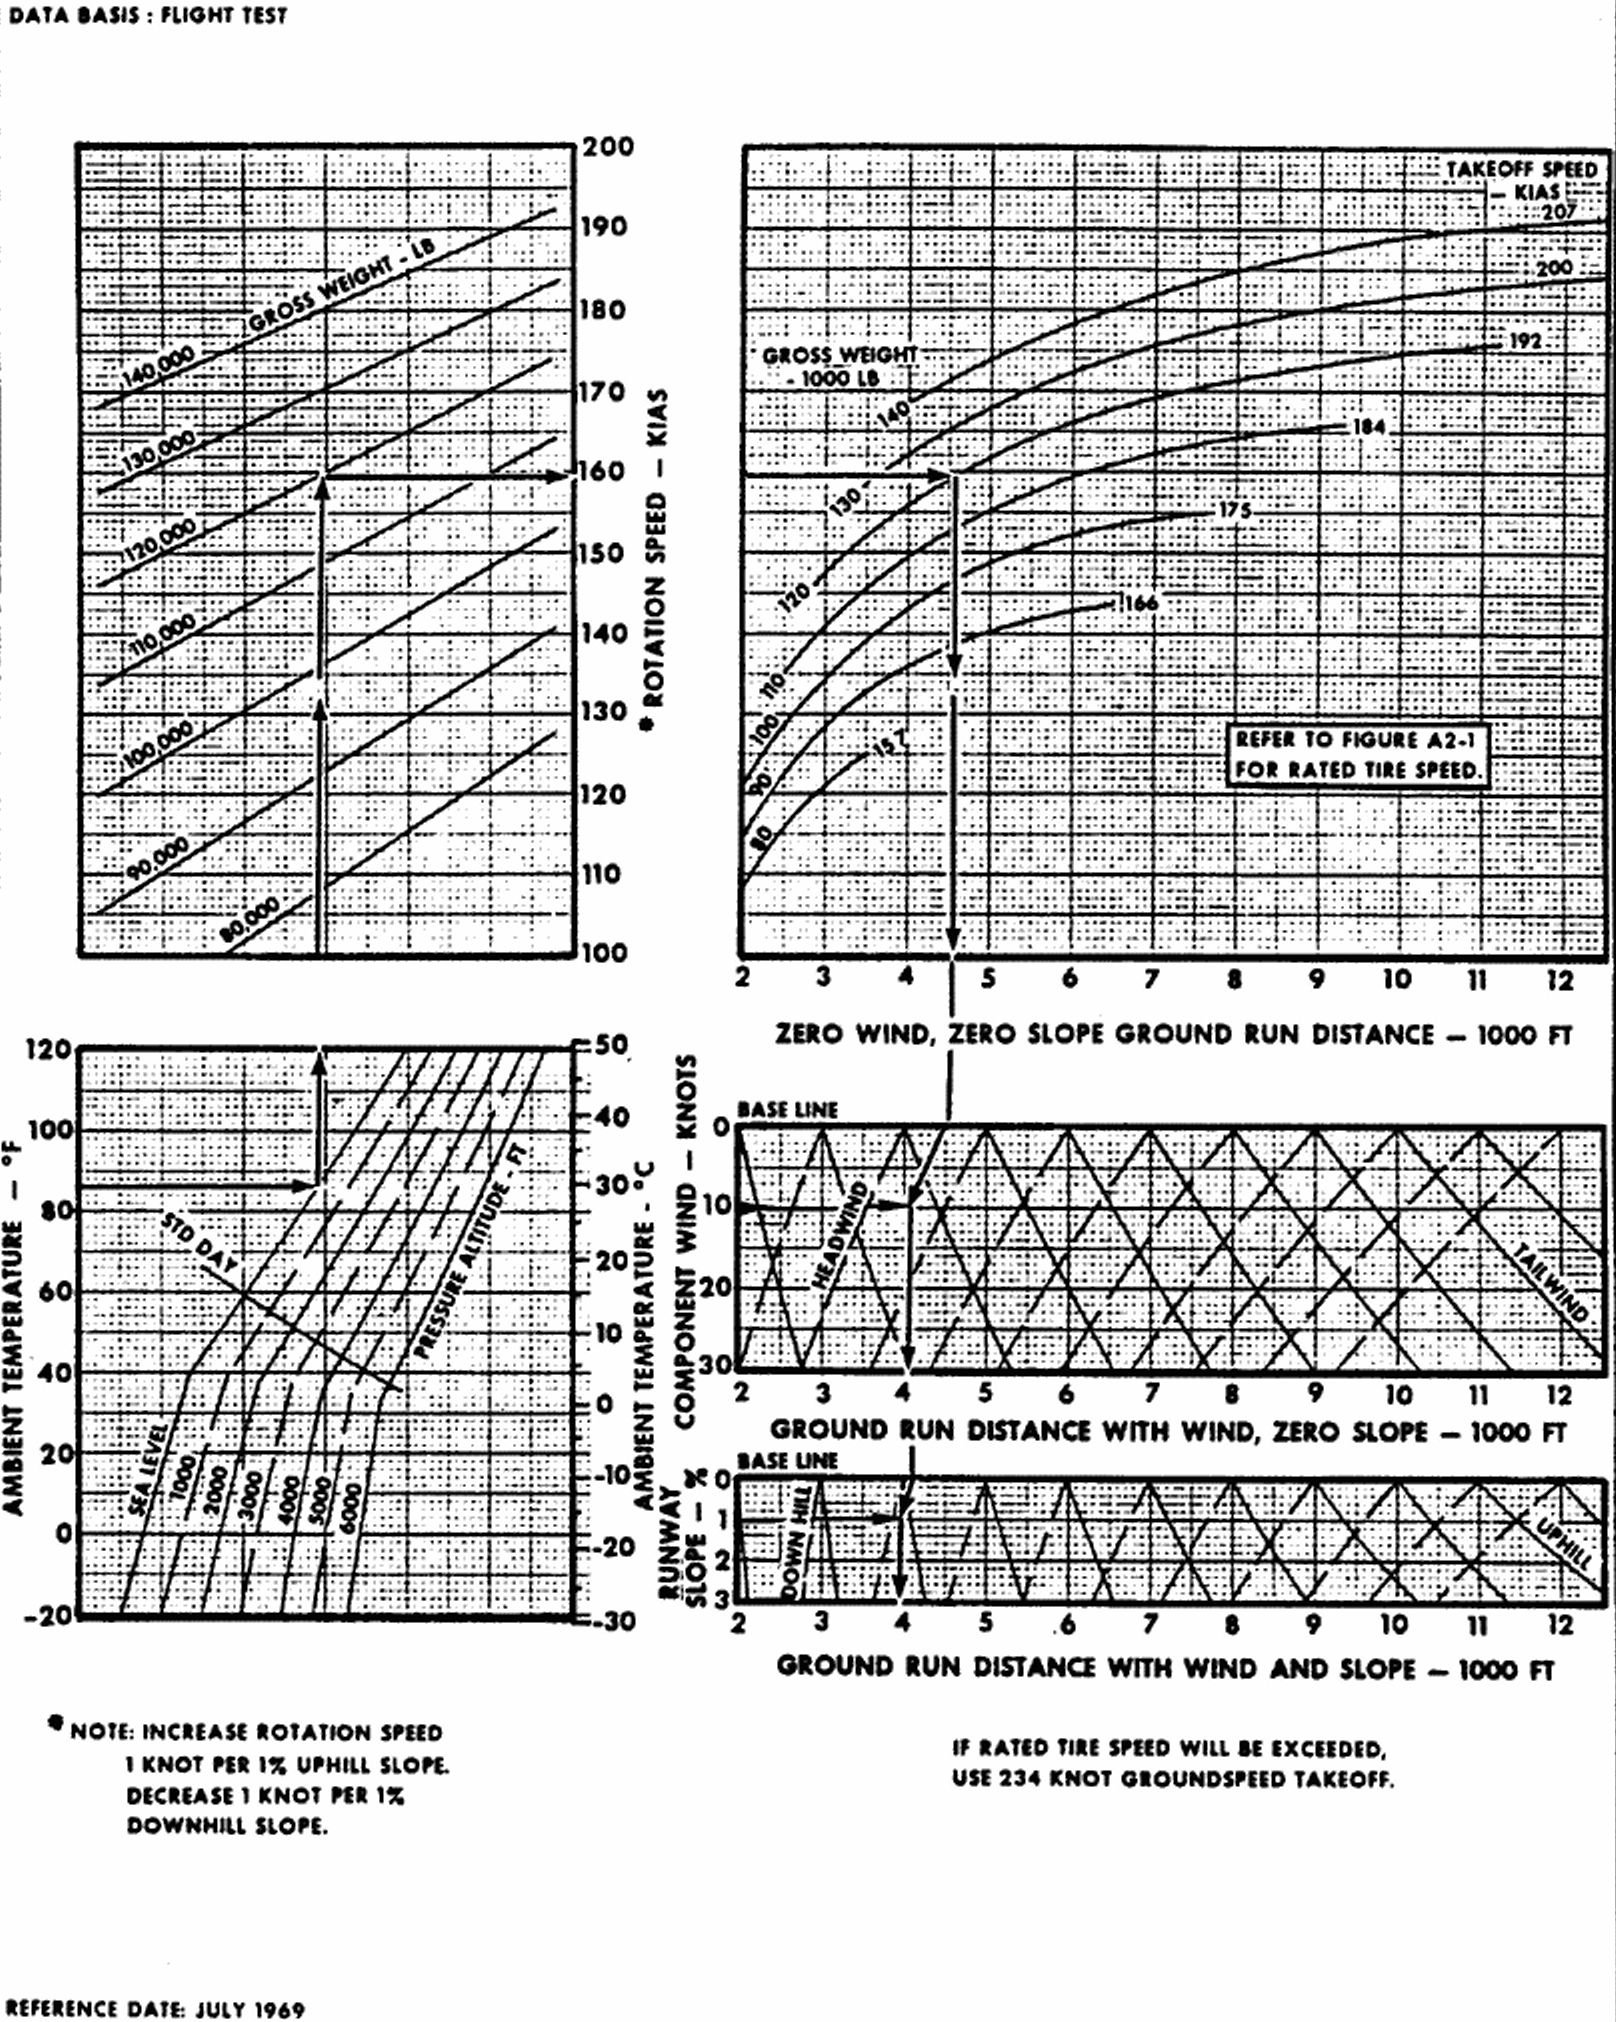 DATA BASIS : FLIGHT TEST
200
190
180
170
160
150
140
130
120
110
100
* ROTATION SPEED — KIAS
GROSS WEIGHT - LB
140,000
130,000
120,000
110,000
100,000
90,000
80,000
TAKEOFF SPEED
— KIAS
207
200
192
184
175
166
157
GROSS WEIGHT
- 1000 LB
140
130
120
110
100
90
80
REFER TO FIGURE A2-1
FOR RATED TIRE SPEED.
2 3 4 5 6 7 8 9 10 11 12
ZERO WIND, ZERO SLOPE GROUND RUN DISTANCE — 1000 FT
AMBIENT TEMPERATURE — °F
120
100
80
60
40
20
0
-20
STD DAY
PRESSURE ALTITUDE - FT
SEA LEVEL
1000
2000
3000
4000
5000
6000
50
40
30
20
10
0
-10
-20
-30
AMBIENT TEMPERATURE - °C
COMPONENT WIND — KNOTS
BASE LINE
0
10
20
30
HEADWIND
TAILWIND
2 3 4 5 6 7 8 9 10 11 12
GROUND RUN DISTANCE WITH WIND, ZERO SLOPE — 1000 FT
RUNWAY
SLOPE — %
BASE LINE
0
1
2
3
DOWN HILL
UPHILL
2 3 4 5 .6 7 8 9 10 11 12
GROUND RUN DISTANCE WITH WIND AND SLOPE — 1000 FT
* NOTE: INCREASE ROTATION SPEED
1 KNOT PER 1% UPHILL SLOPE.
DECREASE 1 KNOT PER 1%
DOWNHILL SLOPE.
IF RATED TIRE SPEED WILL BE EXCEEDED,
USE 234 KNOT GROUNDSPEED TAKEOFF.
REFERENCE DATE: JULY 1969